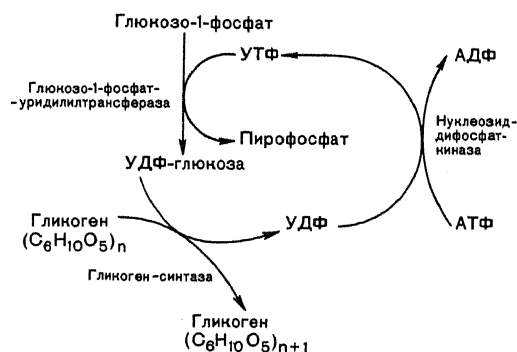 Глюкозо-1-фосфат
УТФ
АДФ
Глюкозо-1-фосфат-
-уридилилтрансфераза
Нуклеозид-
дифосфат-
киназа
Пирофосфат
УДФ-глюкоза
Гликоген
(C₆H₁₀O₅)n
УДФ
АТФ
Гликоген-синтаза
Гликоген
(C₆H₁₀O₅)n+1